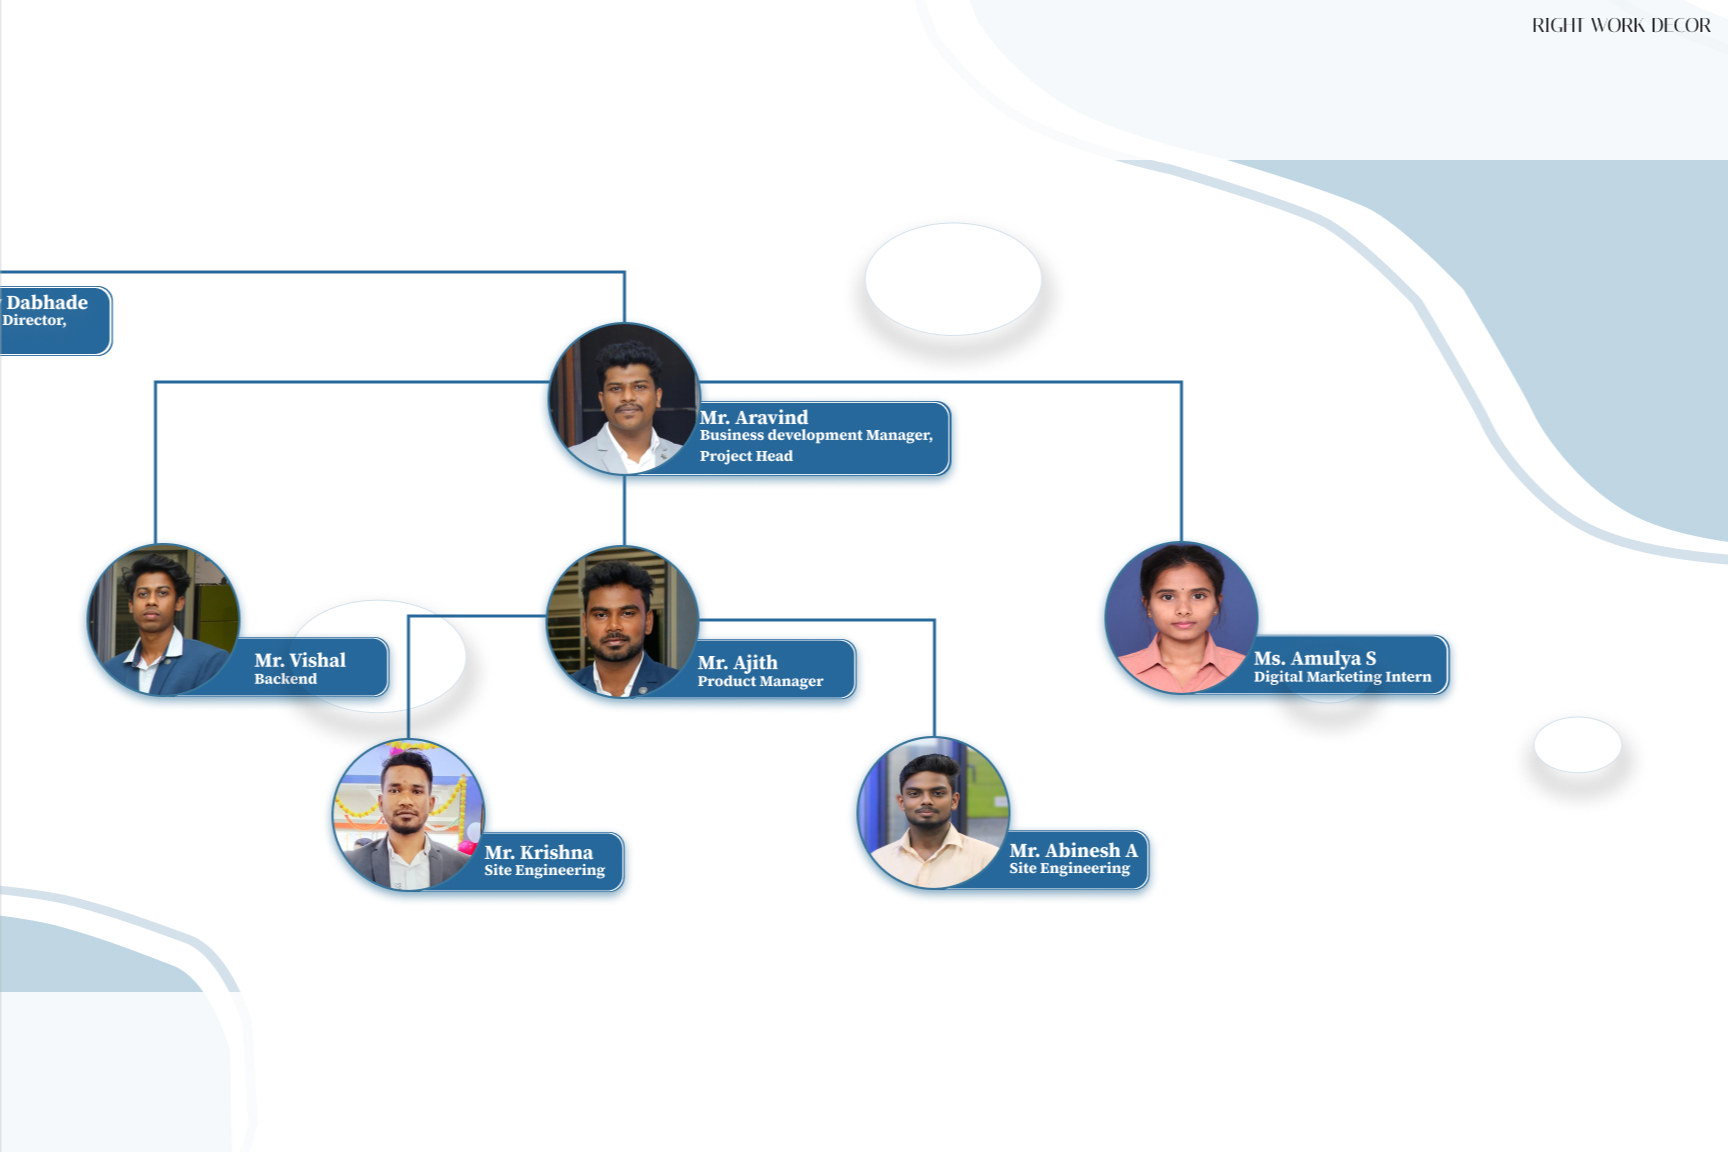 RIGHT WORK DECOR
Dabhade
Director,
Mr. Aravind
Business development Manager,
Project Head
Mr. Vishal
Backend
Mr. Ajith
Product Manager
Ms. Amulya S
Digital Marketing Intern
Mr. Krishna
Site Engineering
Mr. Abinesh A
Site Engineering